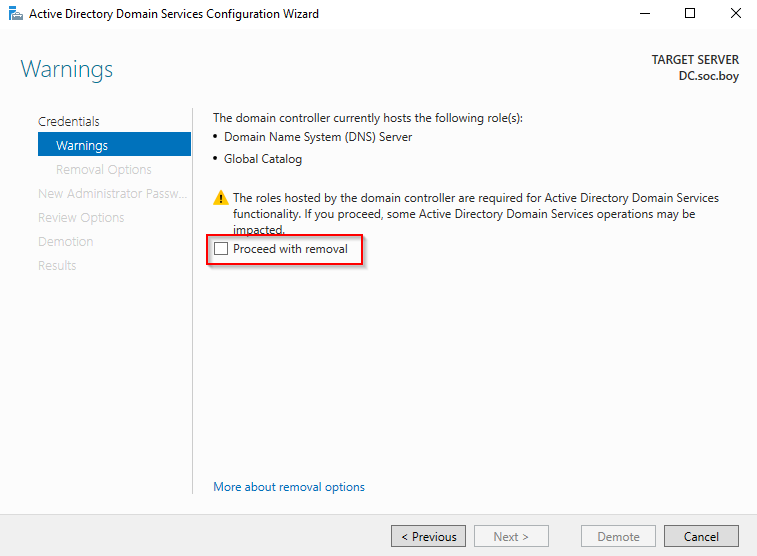 Active Directory Domain Services Configuration Wizard
Warnings
TARGET SERVER
DC.soc.boy
Credentials
Warnings
Removal Options
New Administrator Passw...
Review Options
Demotion
Results
The domain controller currently hosts the following role(s):
• Domain Name System (DNS) Server
• Global Catalog
The roles hosted by the domain controller are required for Active Directory Domain Services
functionality. If you proceed, some Active Directory Domain Services operations may be
impacted.
Proceed with removal
More about removal options
< Previous
Next >
Demote
Cancel